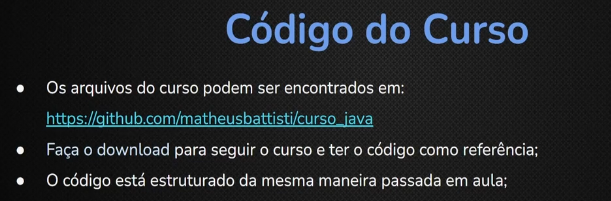 Código do Curso
● Os arquivos do curso podem ser encontrados em:
https://github.com/matheusbattisti/curso_java
● Faça o download para seguir o curso e ter o código como referência;
● O código está estruturado da mesma maneira passada em aula;